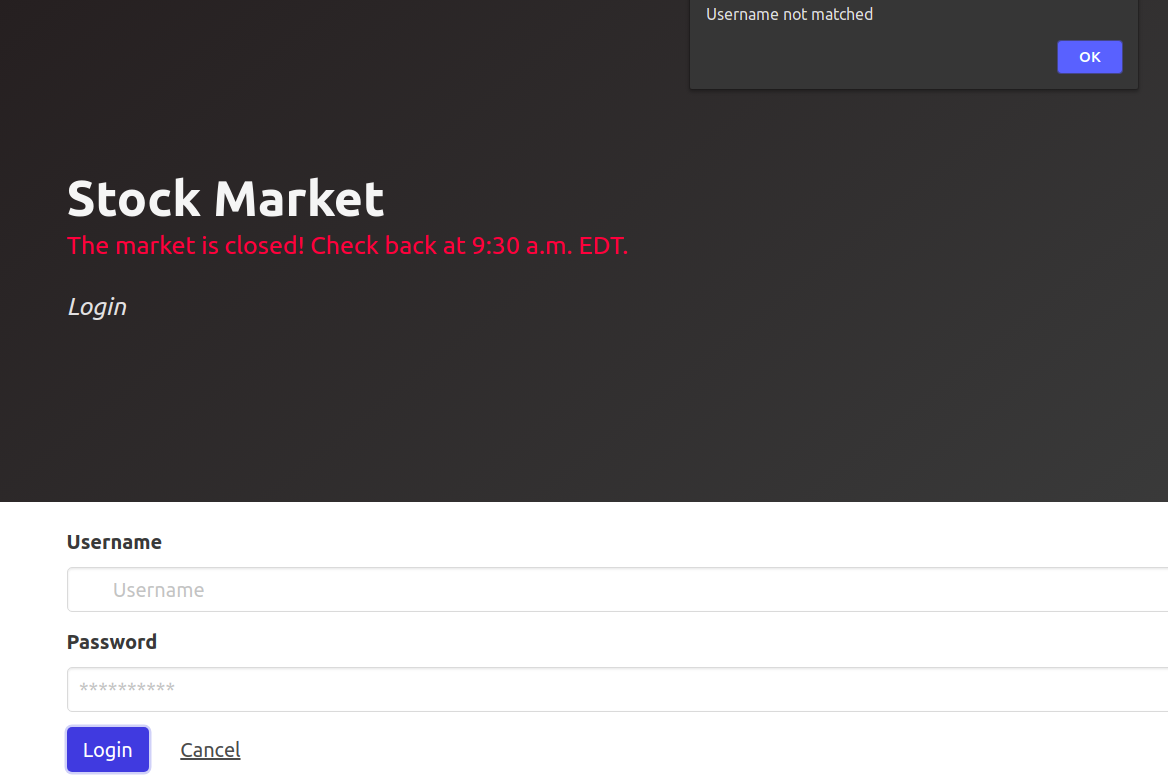 Username not matched
OK
Stock Market
The market is closed! Check back at 9:30 a.m. EDT.
Login
Username
Username
Password
**********
Login Cancel